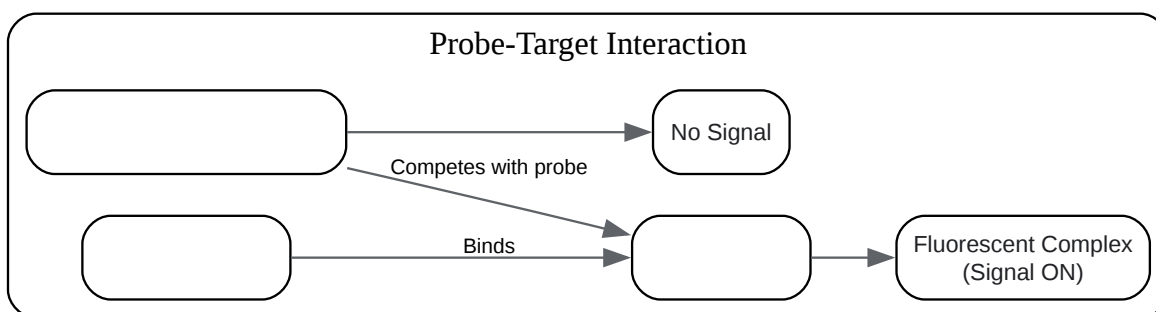 Probe-Target Interaction
No Signal
Competes with probe
Binds
Fluorescent Complex
(Signal ON)